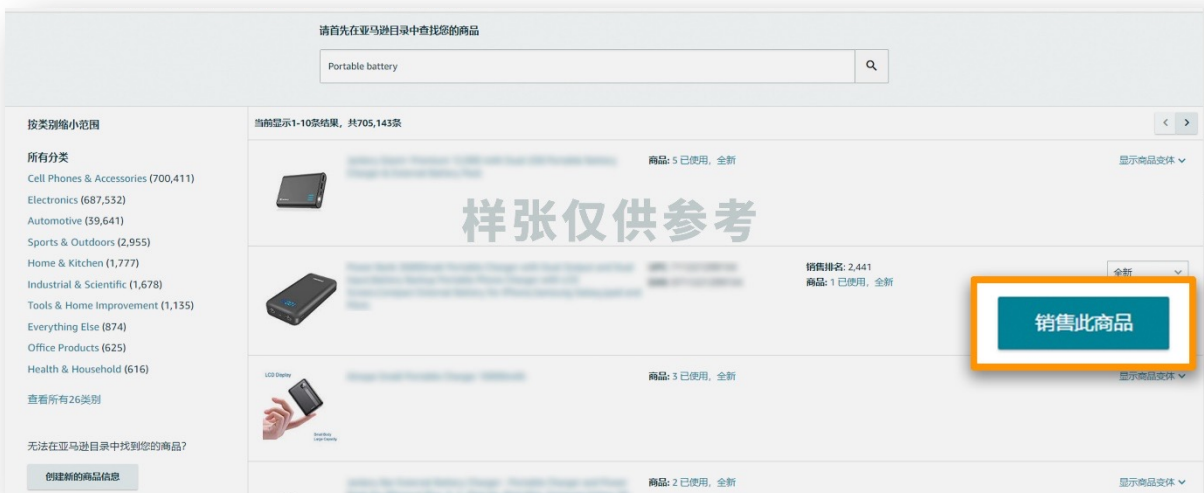 请首先在亚马逊目录中查找您的商品
Portable battery
按类别缩小范围
所有分类
Cell Phones & Accessories (700,411)
Electronics (687,532)
Automotive (39,641)
Sports & Outdoors (2,955)
Home & Kitchen (1,777)
Industrial & Scientific (1,678)
Tools & Home Improvement (1,135)
Everything Else (874)
Office Products (625)
Health & Household (616)
查看所有26类别
无法在亚马逊目录中找到您的商品?
创建新的商品信息
当前显示1-10条结果，共705,143条
商品: 5 已使用，全新
显示商品变体
样张仅供参考
销售排名: 2,441
商品: 1 已使用，全新
全新
销售此商品
LCD Display
商品: 3 已使用，全新
显示商品变体
商品: 2 已使用，全新
显示商品变体